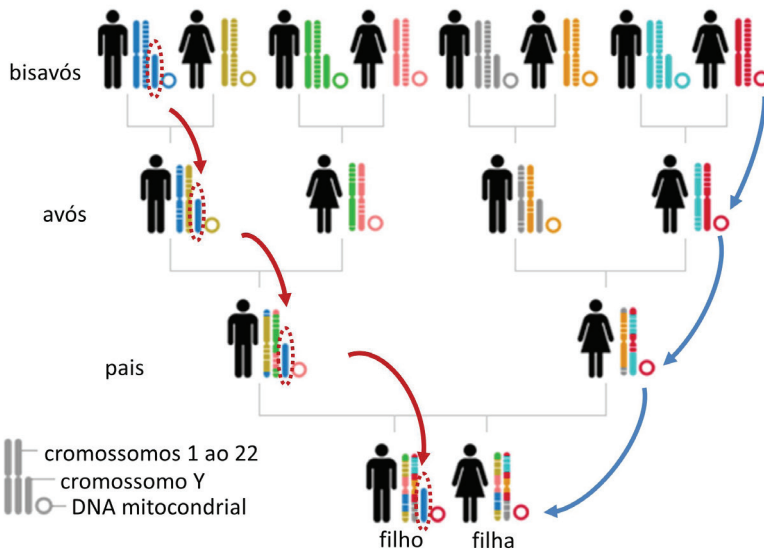 bisavós
avós
pais
cromossomos 1 ao 22
cromossomo Y
DNA mitocondrial
filho
filha